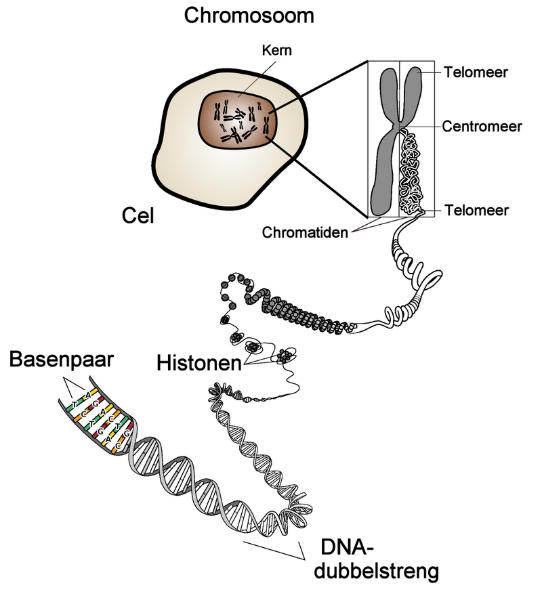 Chromosoom
Kern
Telomeer
Centromeer
Telomeer
Cel
Chromatiden
Basenpaar
Histonen
DNA-
dubbelstreng